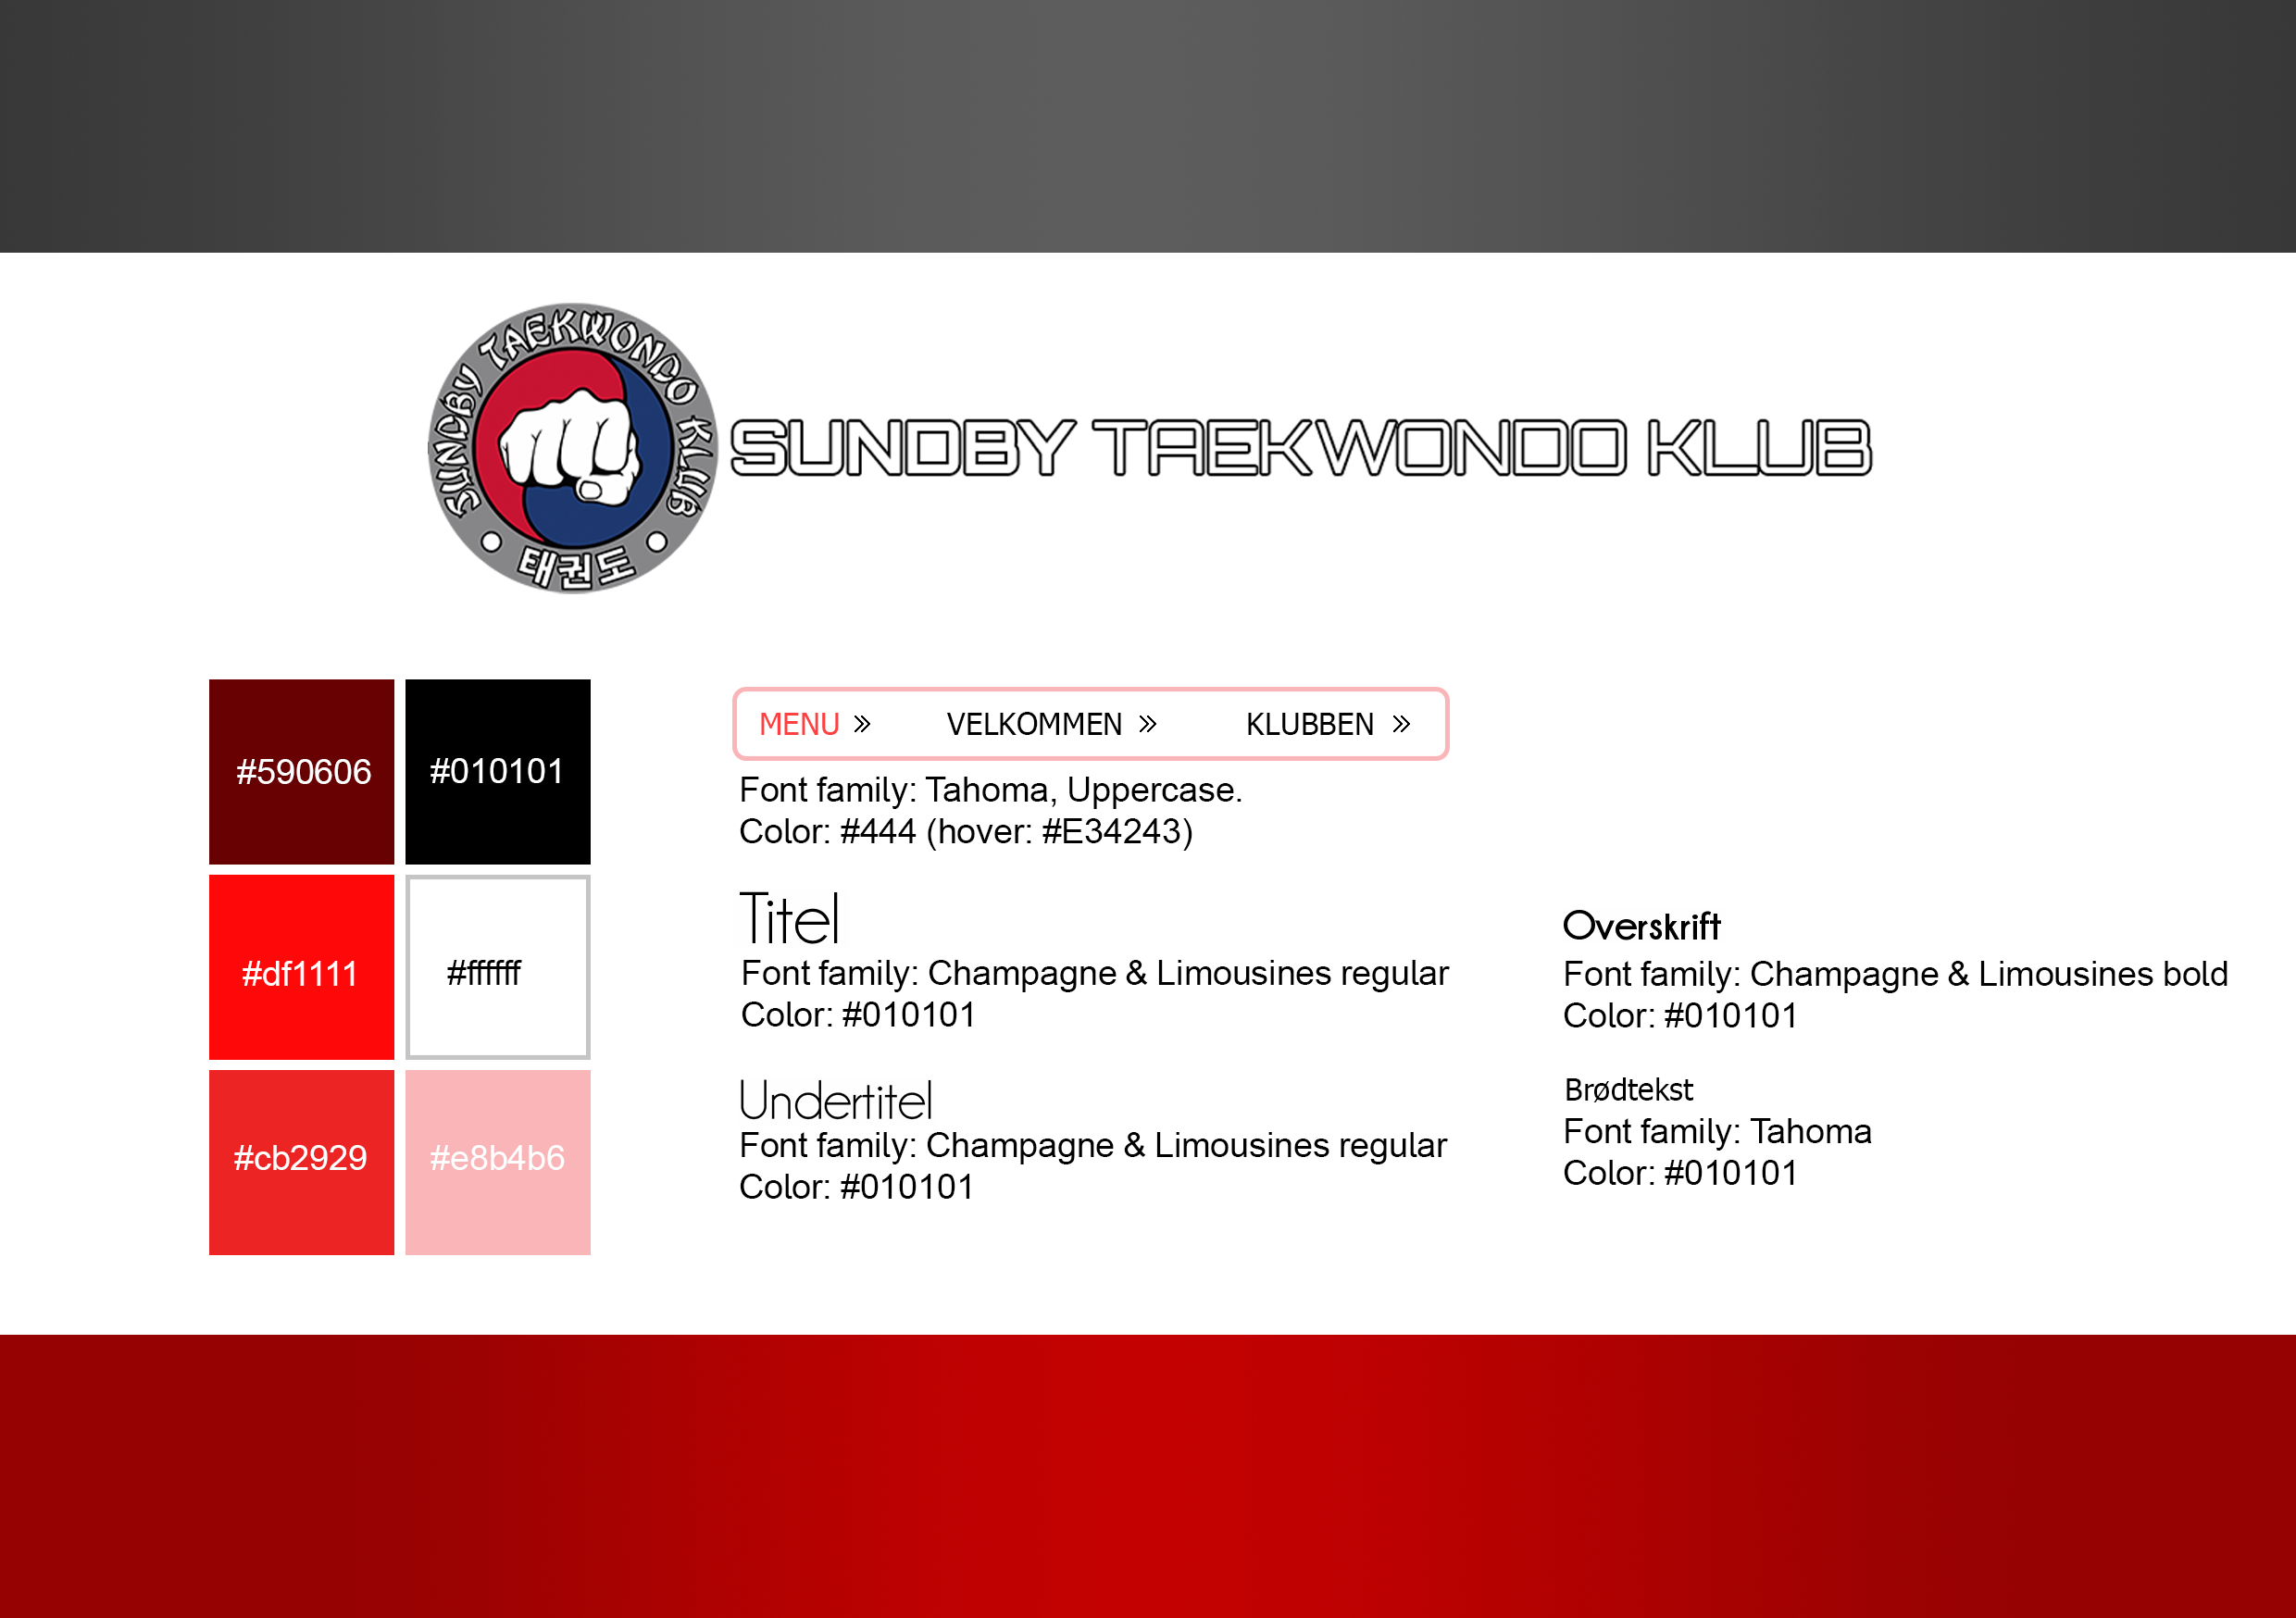 SUNDBY TAEKWONDO KLUB
태권도
SUNDBY TAEKWONDO KLUB
#590606
#010101
#df1111
#ffffff
#cb2929
#e8b4b6
MENU » VELKOMMEN » KLUBBEN »
Font family: Tahoma, Uppercase.
Color: #444 (hover: #E34243)
Titel
Font family: Champagne & Limousines regular
Color: #010101
Undertitel
Font family: Champagne & Limousines regular
Color: #010101
Overskrift
Font family: Champagne & Limousines bold
Color: #010101
Brødtekst
Font family: Tahoma
Color: #010101